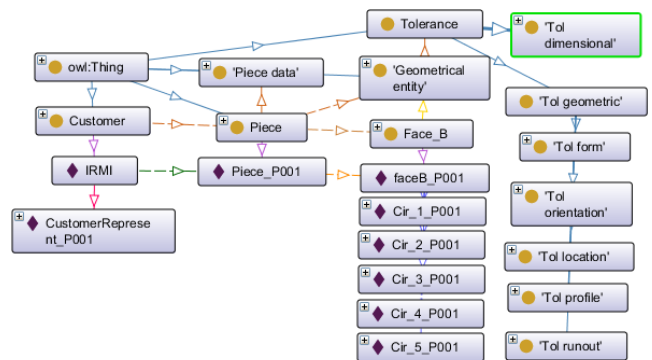 Tolerance
'Tol
dimensional'
owl:Thing
'Piece data'
'Geometrical
entity'
'Tol geometric'
Customer
Piece
Face_B
'Tol form'
IRMI
Piece_P001
faceB_P001
'Tol
orientation'
CustomerReprese
nt_P001
Cir_1_P001
Cir_2_P001
'Tol location'
Cir_3_P001
'Tol profile'
Cir_4_P001
Cir_5_P001
'Tol runout'